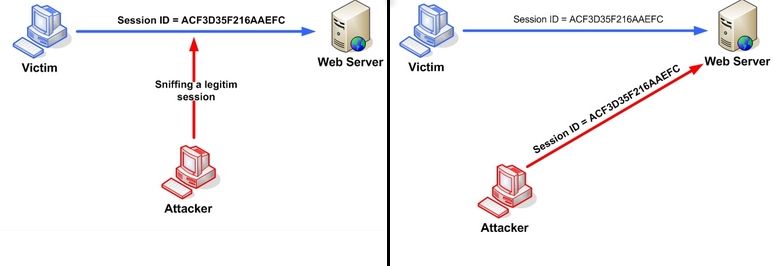 Session ID = ACF3D35F216AAEFC
Victim
Web Server
Sniffing a legitim
session
Attacker
Session ID = ACF3D35F216AAEFC
Victim
Web Server
Session ID = ACF3D35F216AAEFC
Attacker